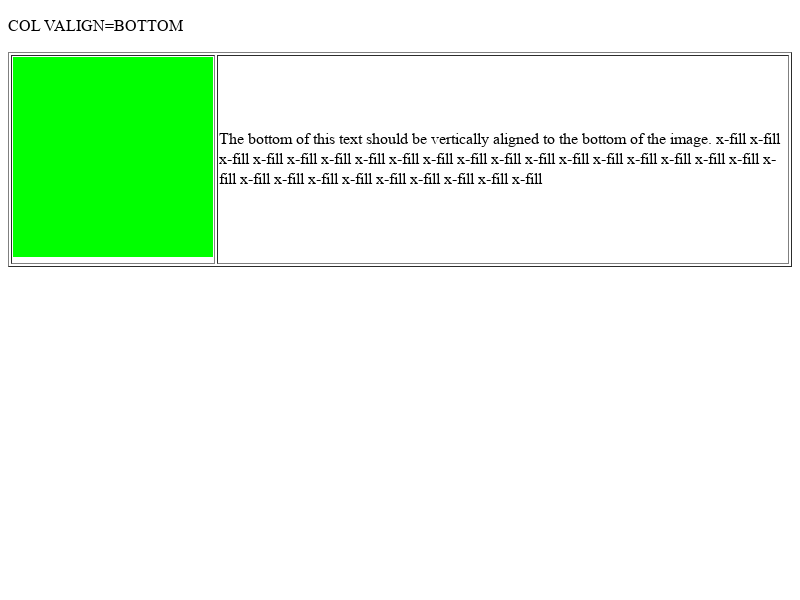 COL VALIGN=BOTTOM
The bottom of this text should be vertically aligned to the bottom of the image. x-fill x-fill
x-fill x-fill x-fill x-fill x-fill x-fill x-fill x-fill x-fill x-fill x-fill x-fill x-fill x-fill x-fill x-fill x-
fill x-fill x-fill x-fill x-fill x-fill x-fill x-fill x-fill x-fill